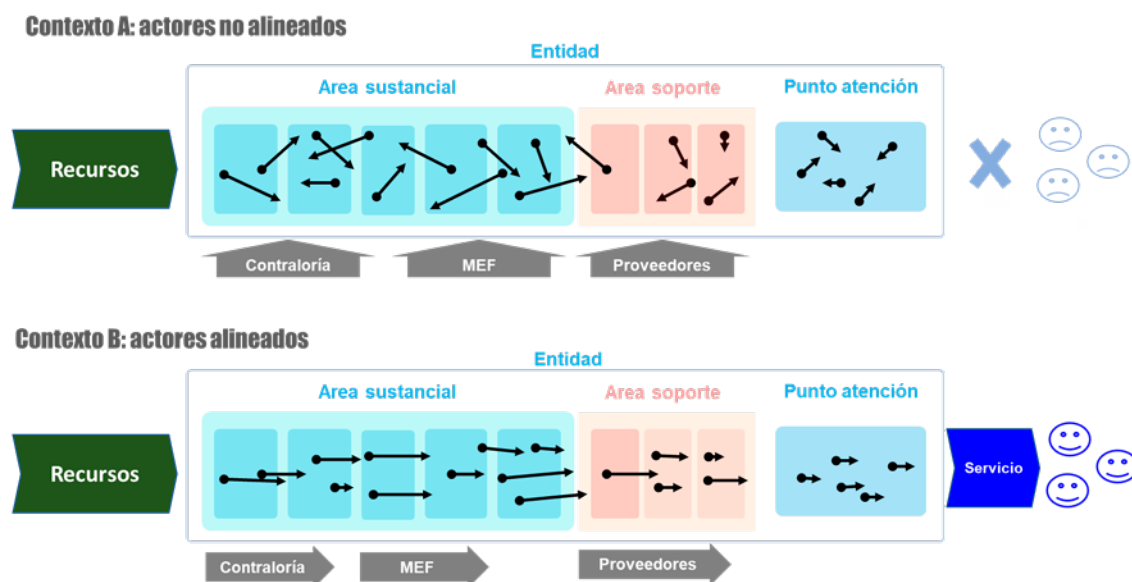 Contexto A: actores no alineados
Entidad
Area sustancial
Area soporte
Punto atención
Recursos
Contraloría
MEF
Proveedores
Contexto B: actores alineados
Entidad
Area sustancial
Area soporte
Punto atención
Recursos
Servicio
Contraloría
MEF
Proveedores